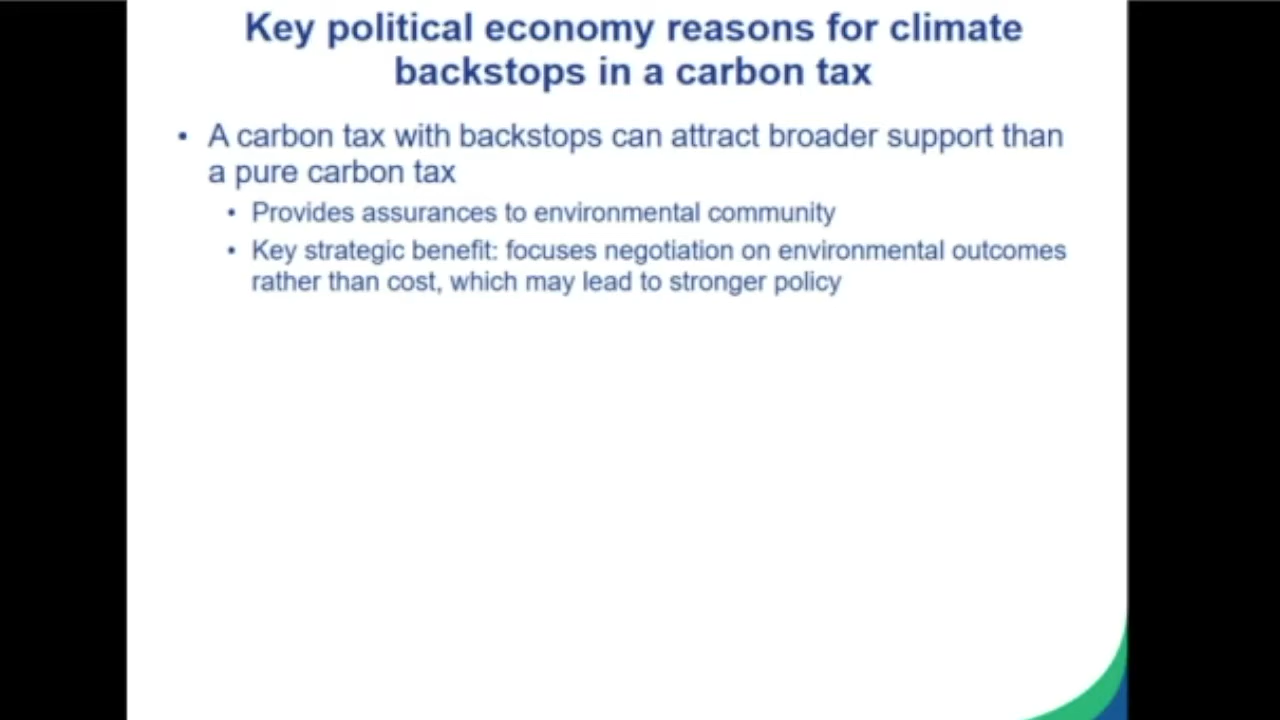 Key political economy reasons for climate
backstops in a carbon tax
• A carbon tax with backstops can attract broader support than
a pure carbon tax
• Provides assurances to environmental community
• Key strategic benefit: focuses negotiation on environmental outcomes
rather than cost, which may lead to stronger policy